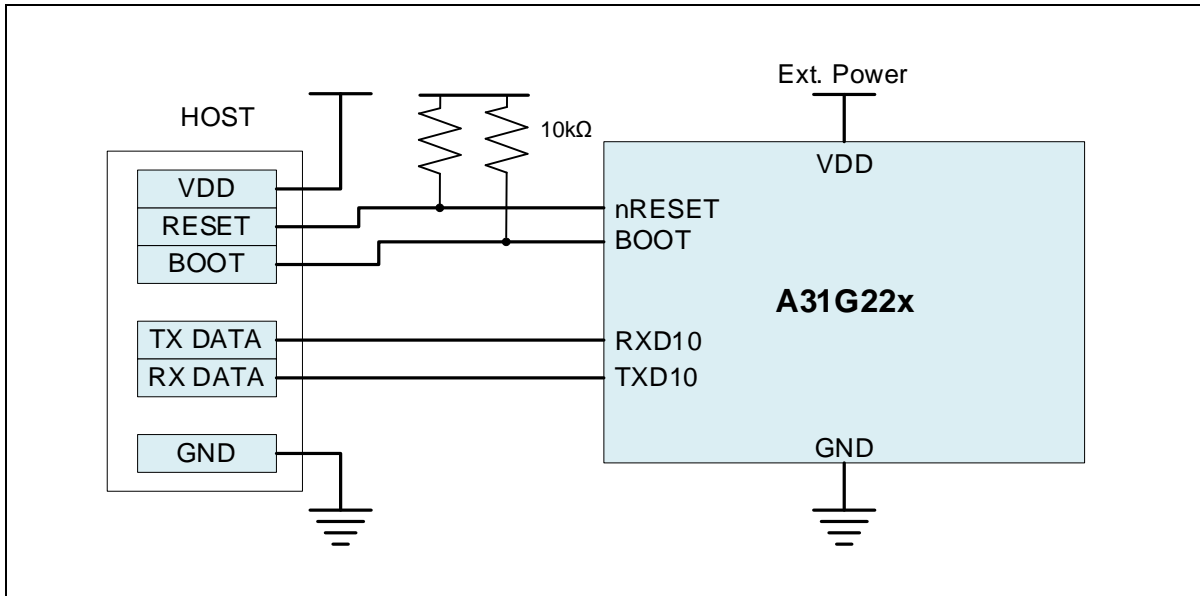 Ext. Power
HOST
10kΩ
VDD
VDD
RESET
BOOT
nRESET
BOOT
A31G22x
TX DATA
RX DATA
RXD10
TXD10
GND
GND